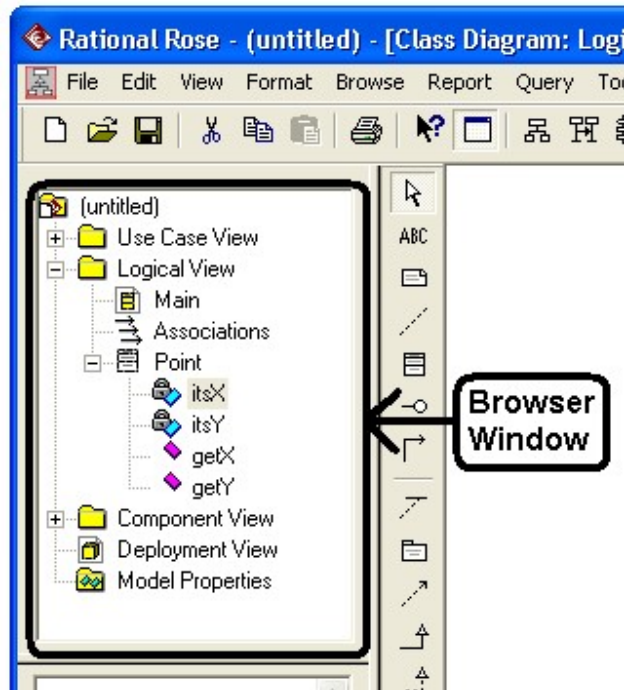 Rational Rose - (untitled) - [Class Diagram: Logi
File Edit View Format Browse Report Query Too
(untitled)
Use Case View
Logical View
Main
Associations
Point
itsX
itsY
getX
getY
Component View
Deployment View
Model Properties
ABC
Browser
Window